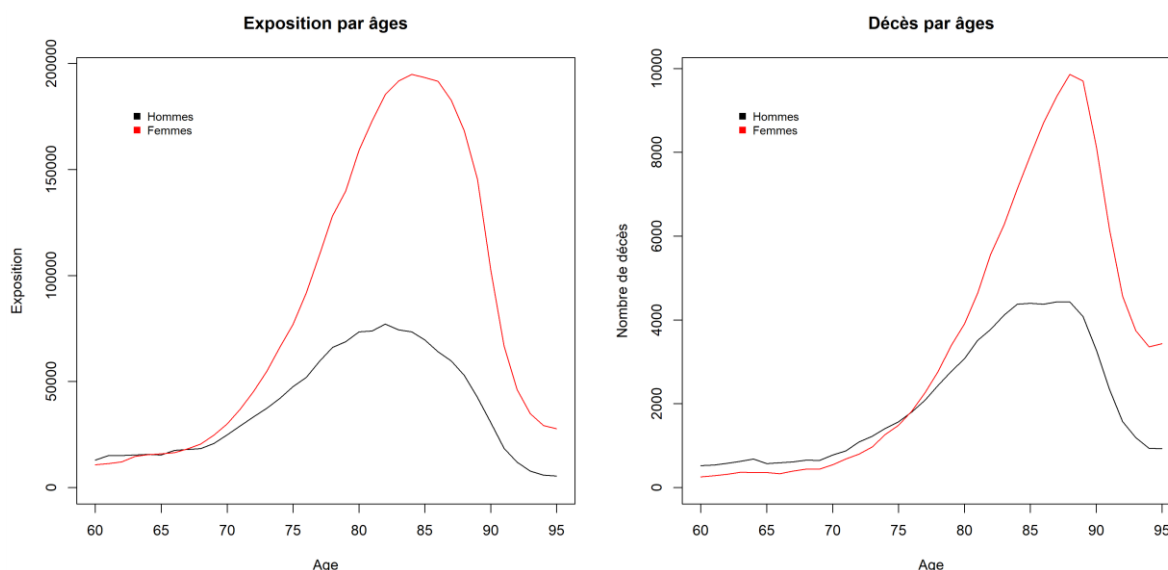 Exposition par âges
Exposition
200000
150000
100000
50000
0
Hommes
Femmes
60 65 70 75 80 85 90 95
Age
Décès par âges
Nombre de décès
10000
8000
6000
4000
2000
0
Hommes
Femmes
60 65 70 75 80 85 90 95
Age